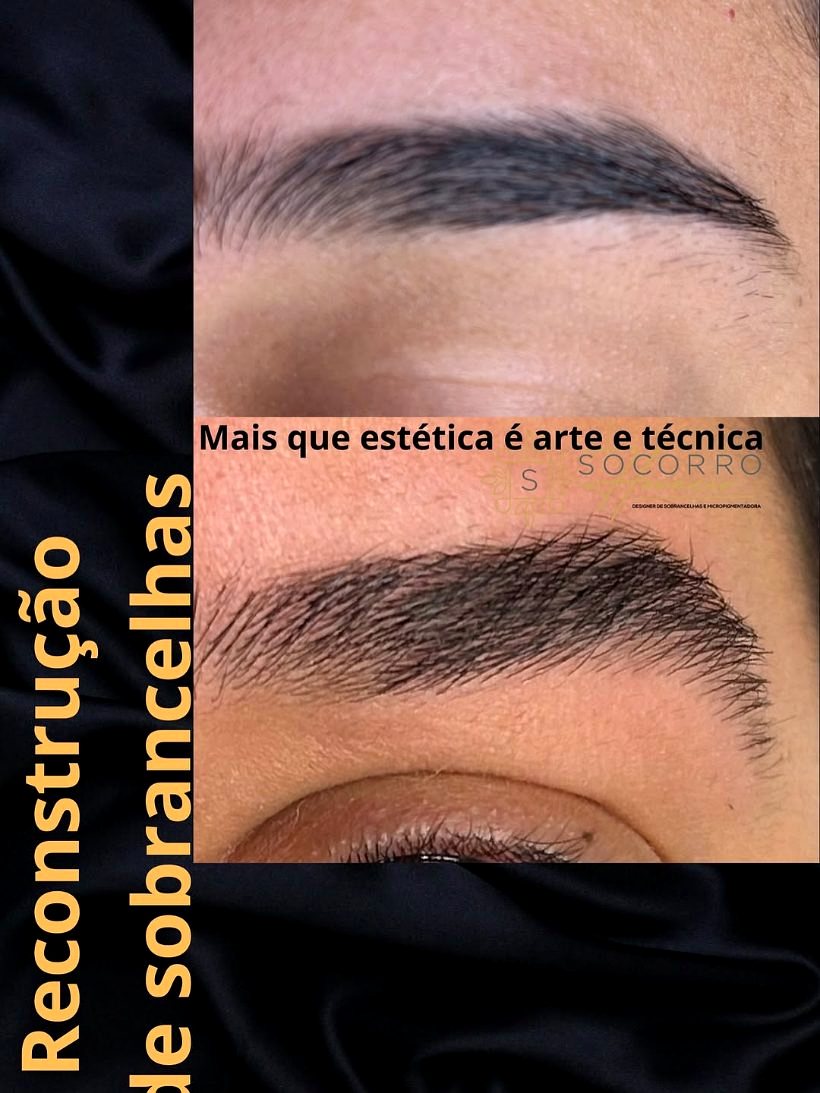 Reconstrução
de sobrancelhas
Mais que estética é arte e técnica
S
SOCORRO
DESIGNER DE SOBRANCELHAS E MICROPIGMENTADORA